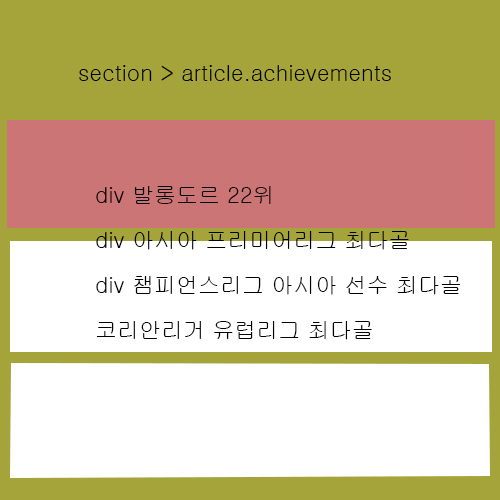 section > article.achievements
div 발롱도르 22위
div 아시아 프리미어리그 최다골
div 챔피언스리그 아시아 선수 최다골
코리안리거 유럽리그 최다골